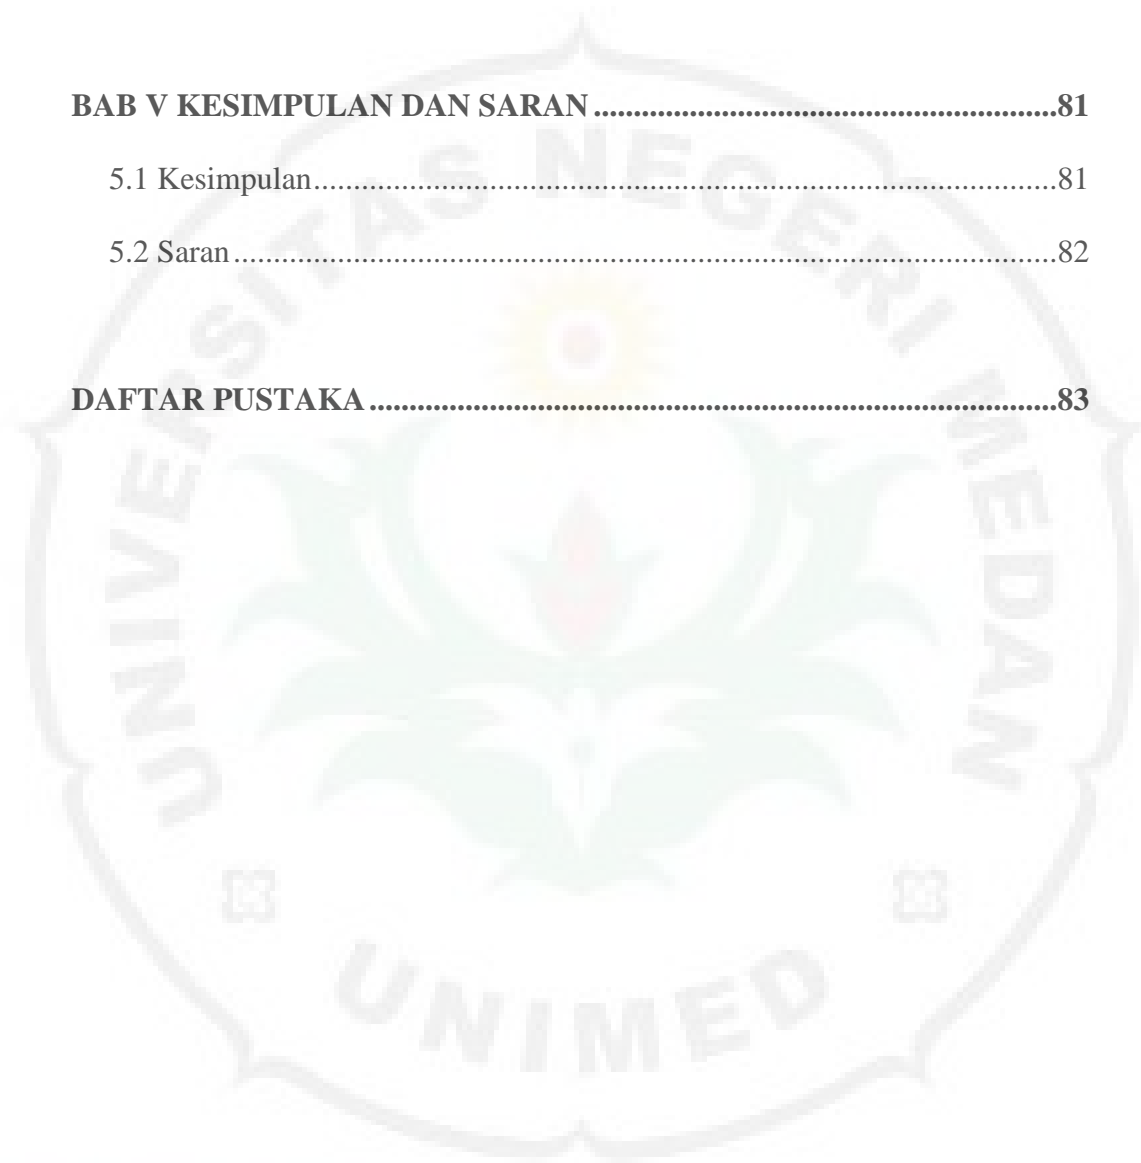 BAB V KESIMPULAN DAN SARAN..........................................................81
5.1 Kesimpulan.............................................................................................81
5.2 Saran.......................................................................................................82
DAFTAR PUSTAKA......................................................................................83
UNIVERSITAS NEGERI MEDAN
UNIMED